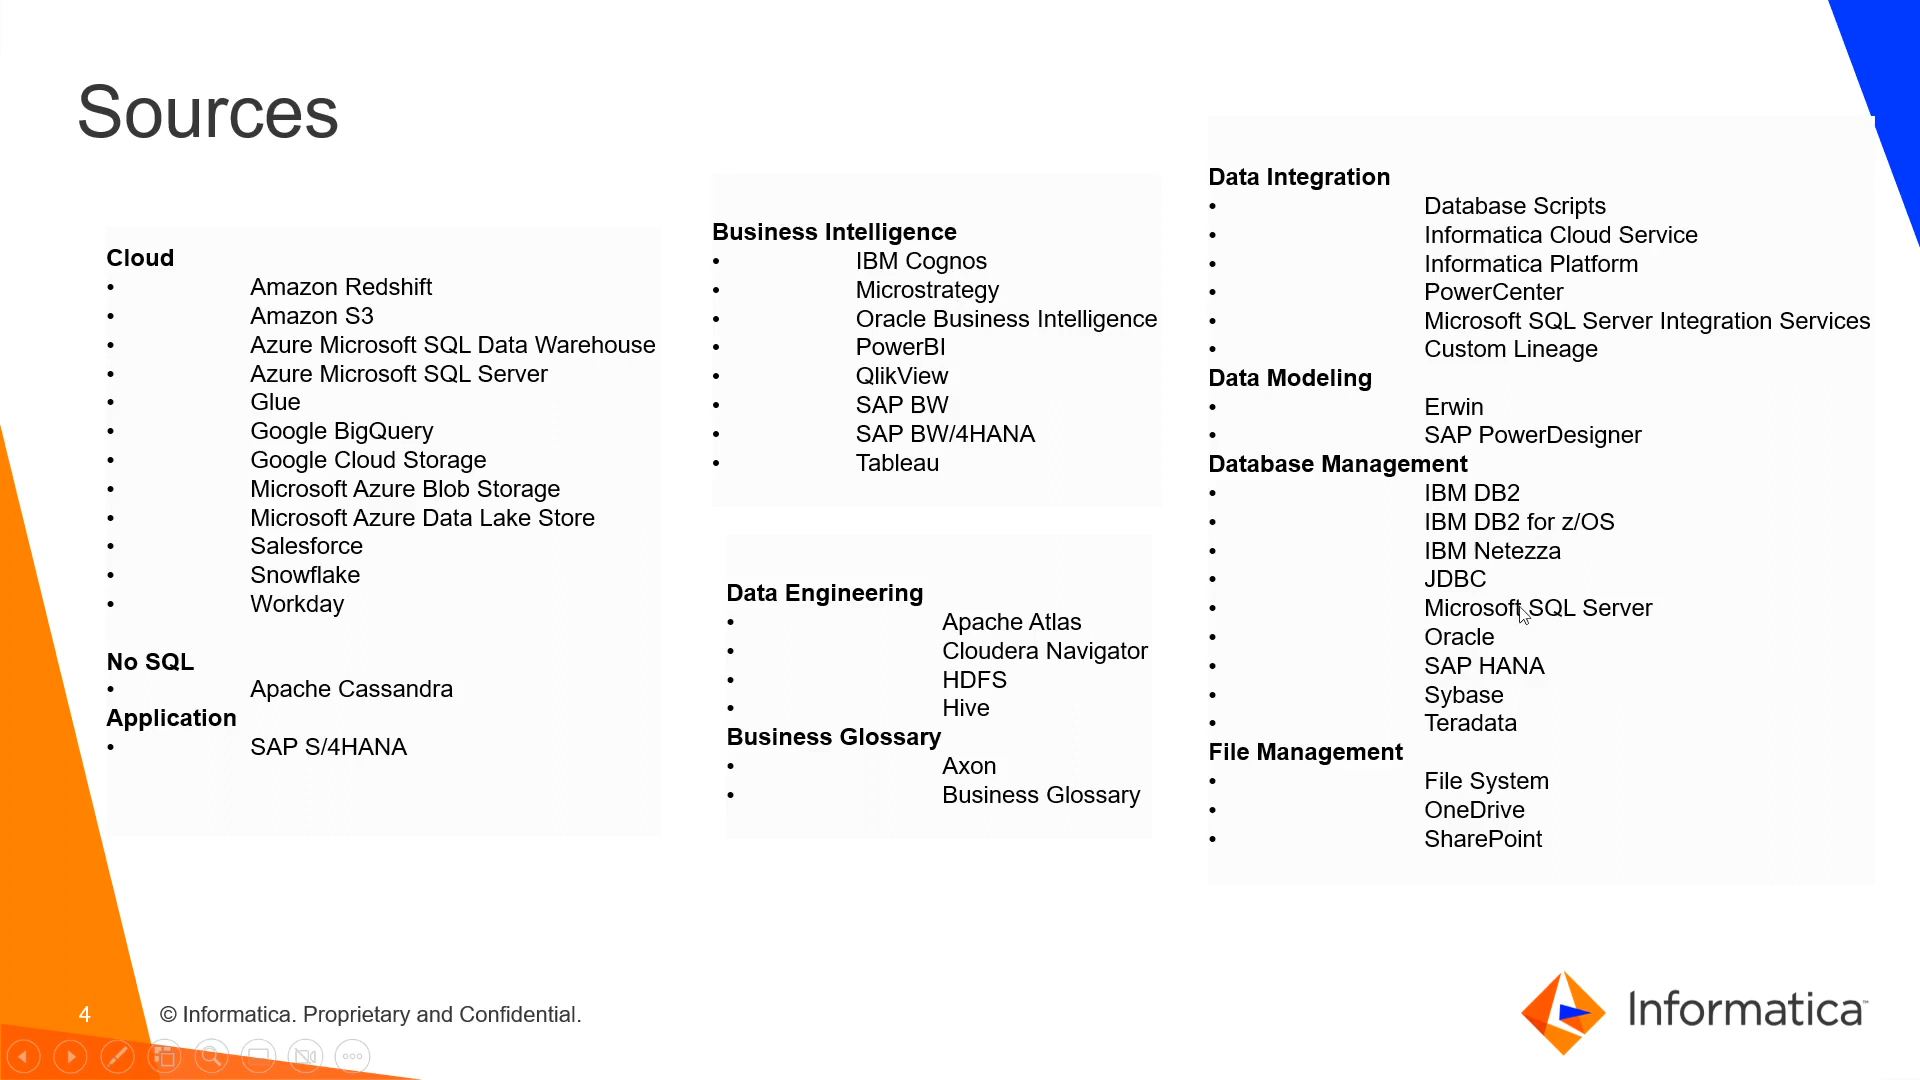 Sources
Cloud
• Amazon Redshift
• Amazon S3
• Azure Microsoft SQL Data Warehouse
• Azure Microsoft SQL Server
• Glue
• Google BigQuery
• Google Cloud Storage
• Microsoft Azure Blob Storage
• Microsoft Azure Data Lake Store
• Salesforce
• Snowflake
• Workday
No SQL
• Apache Cassandra
Application
• SAP S/4HANA
Business Intelligence
• IBM Cognos
• Microstrategy
• Oracle Business Intelligence
• PowerBI
• QlikView
• SAP BW
• SAP BW/4HANA
• Tableau
Data Engineering
• Apache Atlas
• Cloudera Navigator
• HDFS
• Hive
Business Glossary
• Axon
• Business Glossary
Data Integration
• Database Scripts
• Informatica Cloud Service
• Informatica Platform
• PowerCenter
• Microsoft SQL Server Integration Services
• Custom Lineage
Data Modeling
• Erwin
• SAP PowerDesigner
Database Management
• IBM DB2
• IBM DB2 for z/OS
• IBM Netezza
• JDBC
• Microsoft SQL Server
• Oracle
• SAP HANA
• Sybase
• Teradata
File Management
• File System
• OneDrive
• SharePoint
4
© Informatica. Proprietary and Confidential.
Informatica™